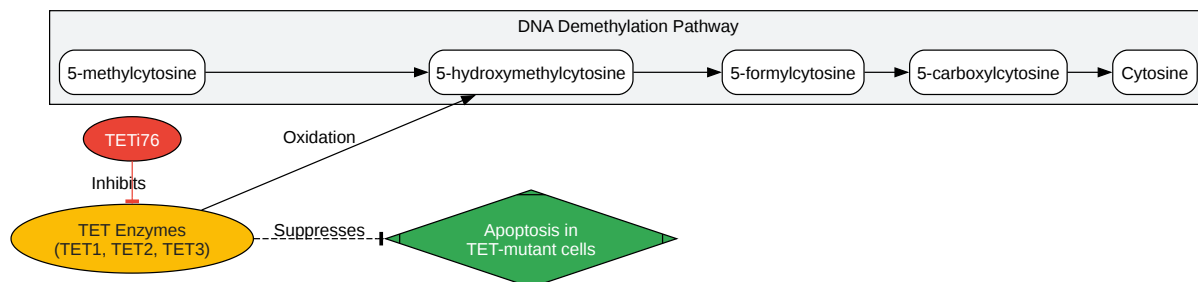 DNA Demethylation Pathway
5-methylcytosine
5-hydroxymethylcytosine
5-formylcytosine
5-carboxylcytosine
Cytosine
TETi76
Oxidation
Inhibits
TET Enzymes
(TET1, TET2, TET3)
Suppresses
Apoptosis in
TET-mutant cells